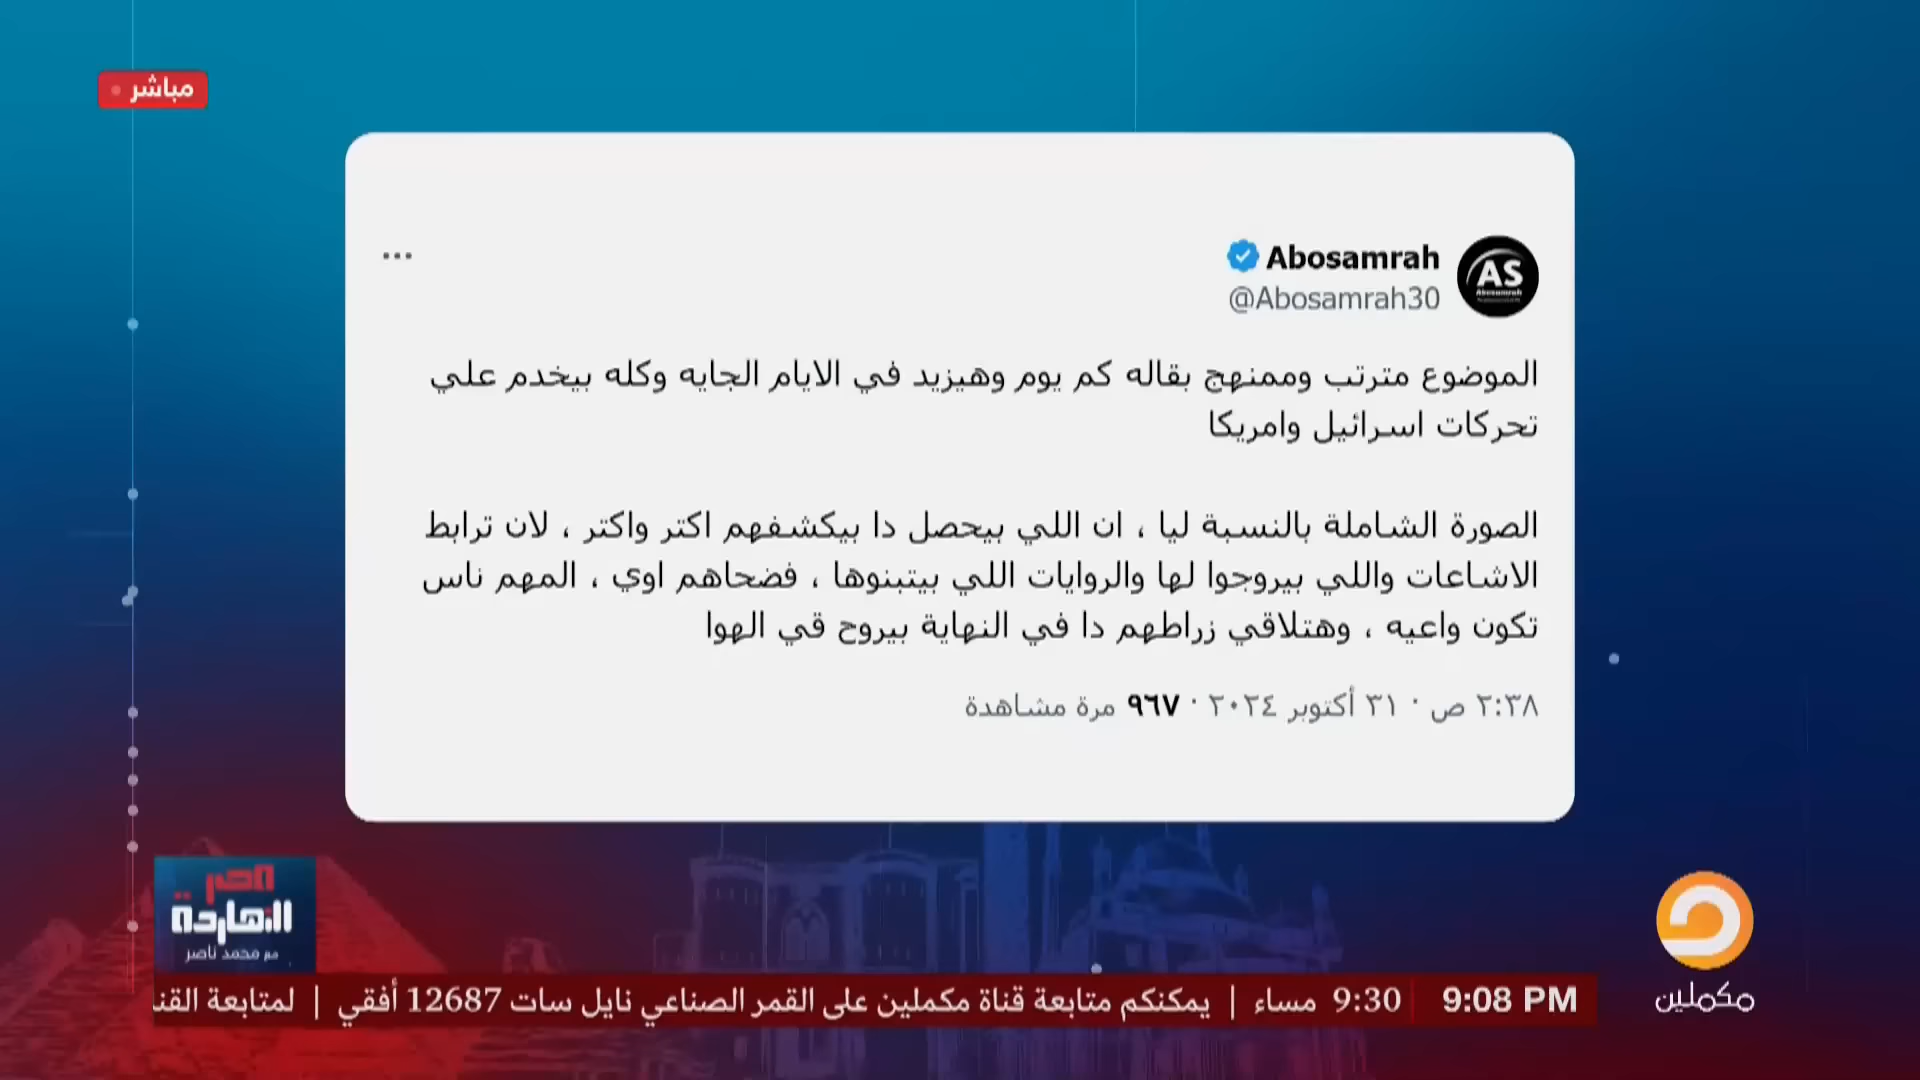 مباشر
Abosamrah
@Abosamrah30
الموضوع مترتب وممنهج بقاله كم يوم وهيزيد في الايام الجايه وكله بيخدم علي
تحركات اسرائيل وامريكا
الصورة الشاملة بالنسبة ليا ، ان اللي بيحصل دا بيكشفهم اكتر واكتر ، لان ترابط
الاشاعات واللي بيروجوا لها والروايات اللي بيتبنوها ، فضحاهم اوي ، المهم ناس
تكون واعيه ، وهتلاقي زراطهم دا في النهاية بيروح قي الهوا
٢:٣٨ ص · ٣١ أكتوبر ٢٠٢٤ · ٩٦٧ مرة مشاهدة
مصر
النهاردة
مع محمد ناصر
9:08 PM
9:30 مساء | يمكنكم متابعة قناة مكملين على القمر الصناعي نايل سات 12687 أفقي | لمتابعة القن
مكملين